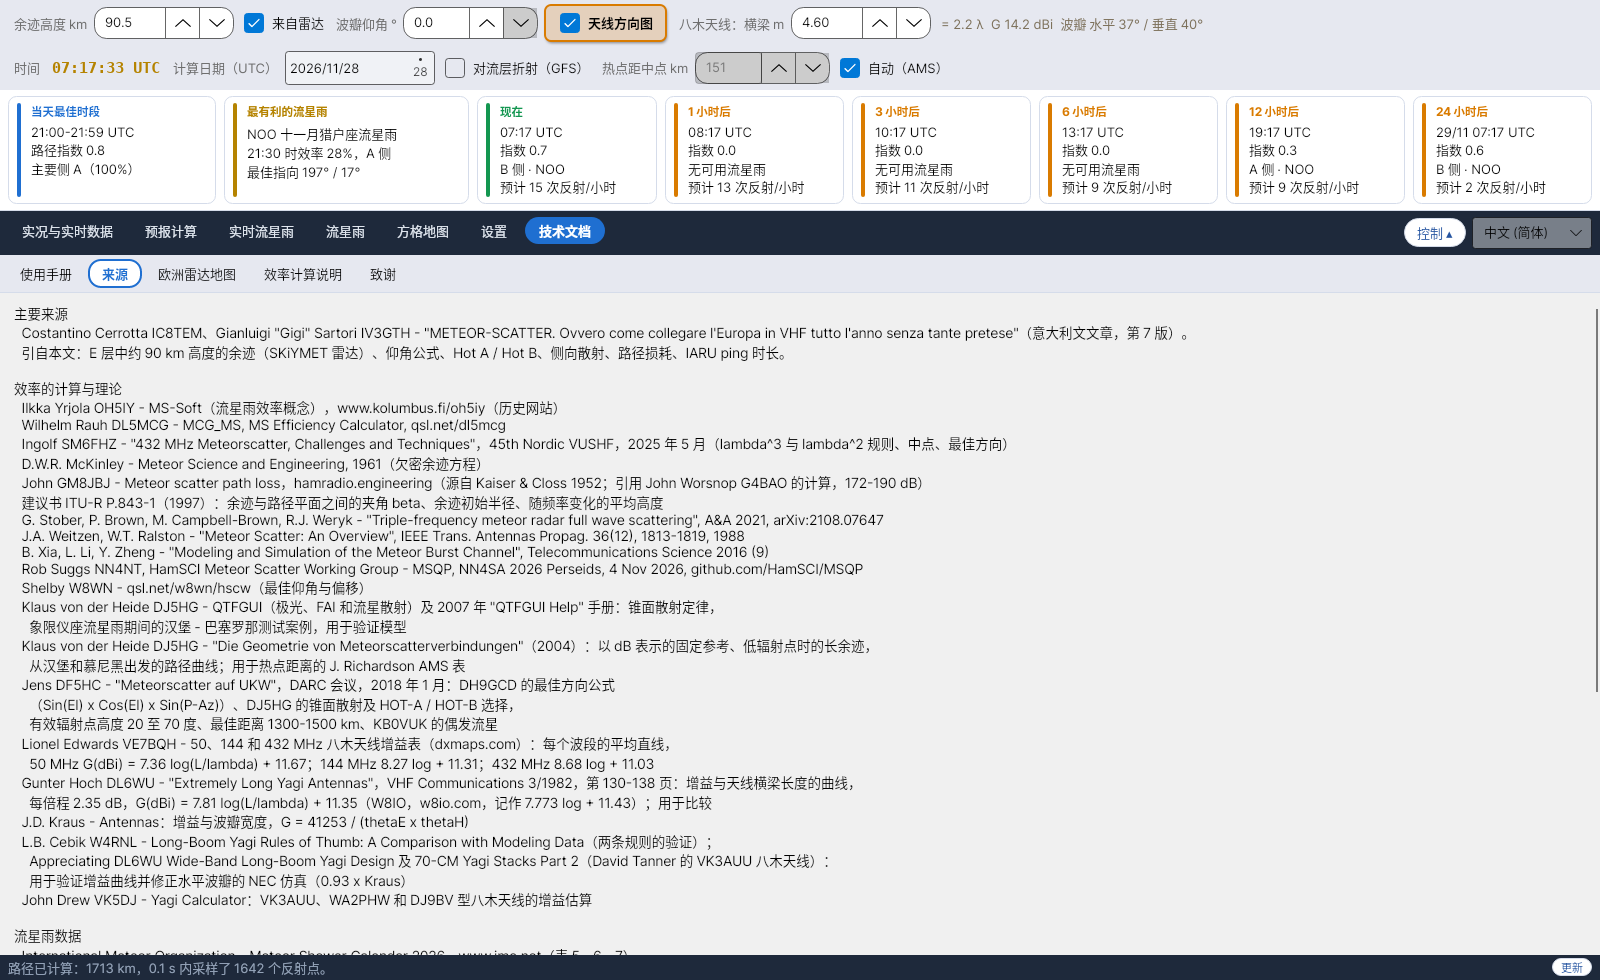 余迹高度 km 90.5 来自雷达 波瓣仰角 ° 0.0 天线方向图 八木天线：横梁 m 4.60 = 2.2 λ G 14.2 dBi 波瓣 水平 37° / 垂直 40°
时间 07:17:33 UTC 计算日期（UTC） 2026/11/28 28 对流层折射（GFS） 热点距中点 km 151 自动（AMS）
当天最佳时段
21:00-21:59 UTC
路径指数 0.8
主要侧 A（100%）
最有利的流星雨
NOO 十一月猎户座流星雨
21:30 时效率 28%，A 侧
最佳指向 197° / 17°
现在
07:17 UTC
指数 0.7
B 侧 · NOO
预计 15 次反射/小时
1 小时后
08:17 UTC
指数 0.0
无可用流星雨
预计 13 次反射/小时
3 小时后
10:17 UTC
指数 0.0
无可用流星雨
预计 11 次反射/小时
6 小时后
13:17 UTC
指数 0.0
无可用流星雨
预计 9 次反射/小时
12 小时后
19:17 UTC
指数 0.3
A 侧 · NOO
预计 9 次反射/小时
24 小时后
29/11 07:17 UTC
指数 0.6
B 侧 · NOO
预计 2 次反射/小时
实况与实时数据 预报计算 实时流星雨 流星雨 方格地图 设置 技术文档 控制 ▴ 中文 (简体)
使用手册 来源 欧洲雷达地图 效率计算说明 致谢
主要来源
Costantino Cerrotta IC8TEM、Gianluigi "Gigi" Sartori IV3GTH - "METEOR-SCATTER. Ovvero come collegare l'Europa in VHF tutto l'anno senza tante pretese"（意大利文文章，第 7 版）。
引自本文：E 层中约 90 km 高度的余迹（SKiYMET 雷达）、仰角公式、Hot A / Hot B、侧向散射、路径损耗、IARU ping 时长。
效率的计算与理论
Ilkka Yrjola OH5IY - MS-Soft（流星雨效率概念），www.kolumbus.fi/oh5iy（历史网站）
Wilhelm Rauh DL5MCG - MCG_MS, MS Efficiency Calculator, qsl.net/dl5mcg
Ingolf SM6FHZ - "432 MHz Meteorscatter, Challenges and Techniques"，45th Nordic VUSHF，2025 年 5 月（lambda^3 与 lambda^2 规则、中点、最佳方向）
D.W.R. McKinley - Meteor Science and Engineering, 1961（欠密余迹方程）
John GM8JBJ - Meteor scatter path loss，hamradio.engineering（源自 Kaiser & Closs 1952；引用 John Worsnop G4BAO 的计算，172-190 dB）
建议书 ITU-R P.843-1（1997）：余迹与路径平面之间的夹角 beta、余迹初始半径、随频率变化的平均高度
G. Stober, P. Brown, M. Campbell-Brown, R.J. Weryk - "Triple-frequency meteor radar full wave scattering", A&A 2021, arXiv:2108.07647
J.A. Weitzen, W.T. Ralston - "Meteor Scatter: An Overview", IEEE Trans. Antennas Propag. 36(12), 1813-1819, 1988
B. Xia, L. Li, Y. Zheng - "Modeling and Simulation of the Meteor Burst Channel", Telecommunications Science 2016 (9)
Rob Suggs NN4NT, HamSCI Meteor Scatter Working Group - MSQP, NN4SA 2026 Perseids, 4 Nov 2026, github.com/HamSCI/MSQP
Shelby W8WN - qsl.net/w8wn/hscw（最佳仰角与偏移）
Klaus von der Heide DJ5HG - QTFGUI（极光、FAI 和流星散射）及 2007 年 "QTFGUI Help" 手册：锥面散射定律，
象限仪座流星雨期间的汉堡 - 巴塞罗那测试案例，用于验证模型
Klaus von der Heide DJ5HG - "Die Geometrie von Meteorscatterverbindungen"（2004）：以 dB 表示的固定参考、低辐射点时的长余迹，
从汉堡和慕尼黑出发的路径曲线；用于热点距离的 J. Richardson AMS 表
Jens DF5HC - "Meteorscatter auf UKW"，DARC 会议，2018 年 1 月：DH9GCD 的最佳方向公式
（Sin(El) x Cos(El) x Sin(P-Az)）、DJ5HG 的锥面散射及 HOT-A / HOT-B 选择，
有效辐射点高度 20 至 70 度、最佳距离 1300-1500 km、KB0VUK 的偶发流星
Lionel Edwards VE7BQH - 50、144 和 432 MHz 八木天线增益表（dxmaps.com）：每个波段的平均直线，
50 MHz G(dBi) = 7.36 log(L/lambda) + 11.67；144 MHz 8.27 log + 11.31；432 MHz 8.68 log + 11.03
Gunter Hoch DL6WU - "Extremely Long Yagi Antennas"，VHF Communications 3/1982，第 130-138 页：增益与天线横梁长度的曲线，
每倍程 2.35 dB，G(dBi) = 7.81 log(L/lambda) + 11.35（W8IO，w8io.com，记作 7.773 log + 11.43）；用于比较
J.D. Kraus - Antennas：增益与波瓣宽度，G = 41253 / (thetaE x thetaH)
L.B. Cebik W4RNL - Long-Boom Yagi Rules of Thumb: A Comparison with Modeling Data（两条规则的验证）；
Appreciating DL6WU Wide-Band Long-Boom Yagi Design 及 70-CM Yagi Stacks Part 2（David Tanner 的 VK3AUU 八木天线）：
用于验证增益曲线并修正水平波瓣的 NEC 仿真（0.93 x Kraus）
John Drew VK5DJ - Yagi Calculator：VK3AUU、WA2PHW 和 DJ9BV 型八木天线的增益估算
流星雨数据
International Meteor Organization - Meteor Shower Calendar 2026 - www.imo.net（表 5、6、7）
路径已计算：1713 km，0.1 s 内采样了 1642 个反射点。 更新